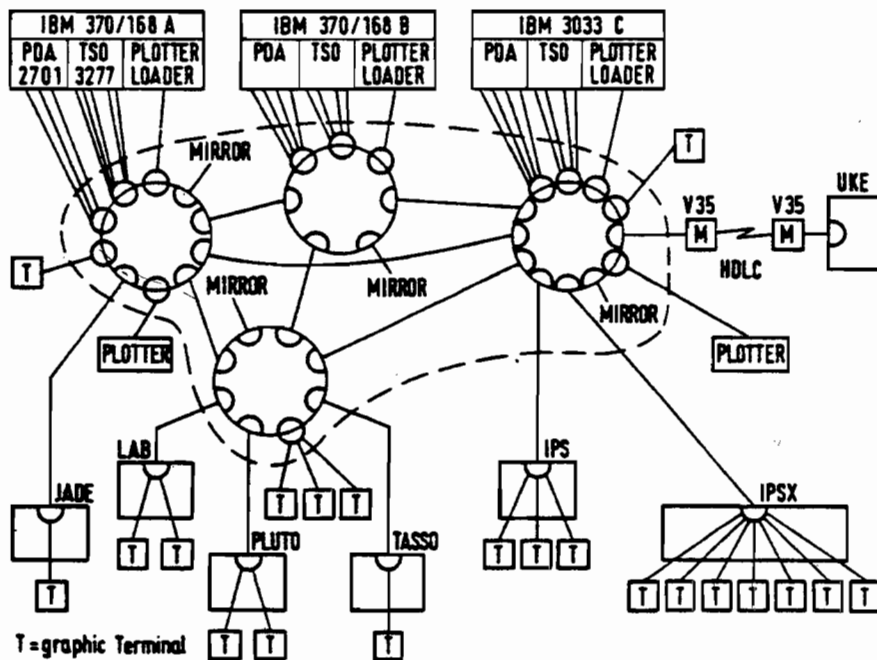 IBM 370/168 A
PDA 2701
TSO 3277
PLOTTER LOADER
IBM 370/168 B
PDA
TSO
PLOTTER LOADER
IBM 3033 C
PDA
TSO
PLOTTER LOADER
MIRROR
T
V35
V35
UKE
M
M
HDLC
T
MIRROR
MIRROR
MIRROR
PLOTTER
PLOTTER
LAB
IPS
JADE
IPSX
T
T
T
T
T
PLUTO
TASSO
T
T
T
T
T
T
T
T
T
T
T
T=graphic Terminal
T
T
T